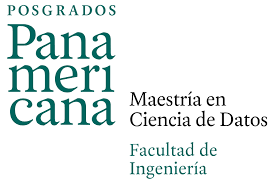 POSGRADOS
Pana
meri
cana
Maestría en
Ciencia de Datos
Facultad de
Ingeniería